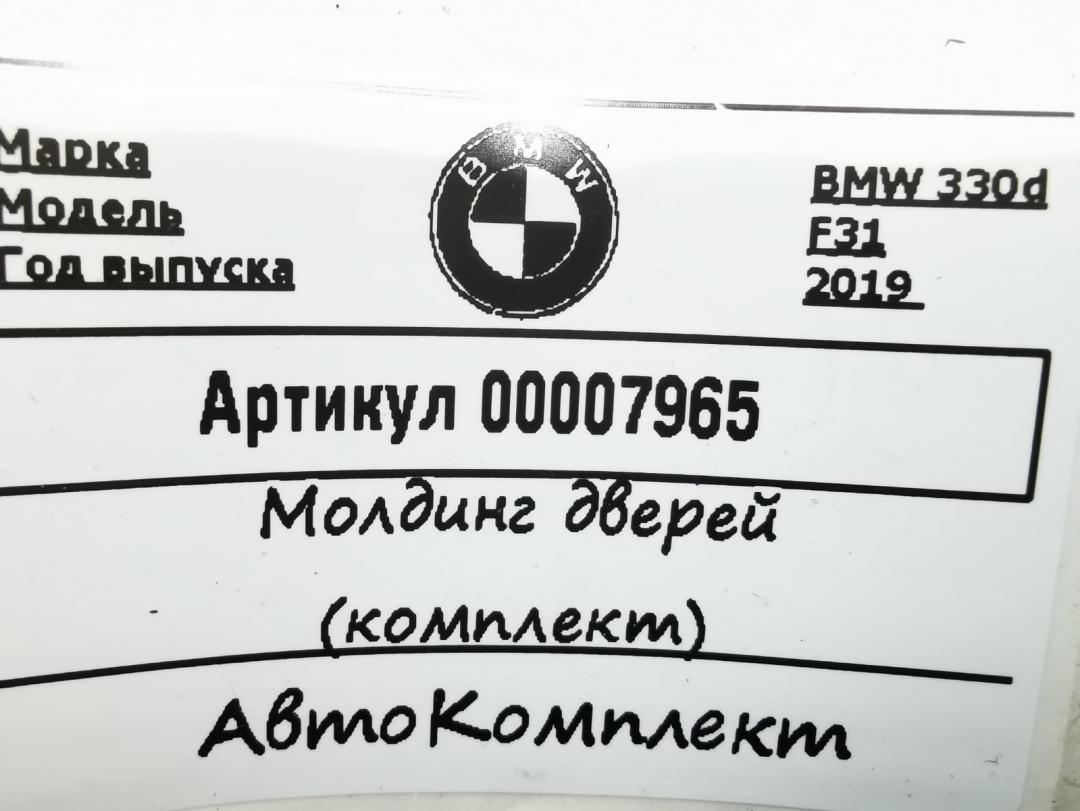 Марка
BMW
BMW 330d
Модель
F31
Год выпуска
2019
Артикул 00007965
Молдинг дверей
(комплект)
АвтоКомплект